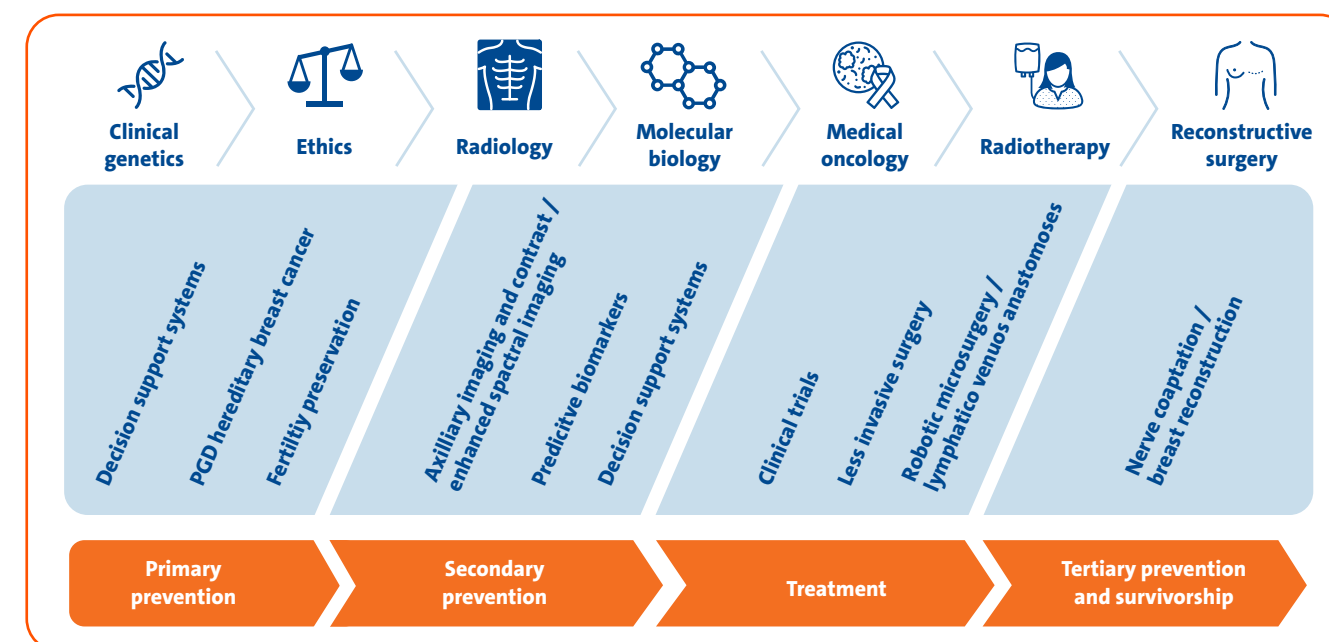 Clinical
genetics
Ethics
Radiology
Molecular
biology
Medical
oncology
Radiotherapy
Reconstructive
surgery
Decision support systems
PGD hereditary breast cancer
Fertiltiy preservation
Axilliary imaging and contrast /
enhanced spactral imaging
Predicitve biomarkers
Decision support systems
Clinical trials
Less invasive surgery
Robotic microsurgery /
lymphatico venuos anastomoses
Nerve coaptation /
breast reconstruction
Primary
prevention
Secondary
prevention
Treatment
Tertiary prevention
and survivorship